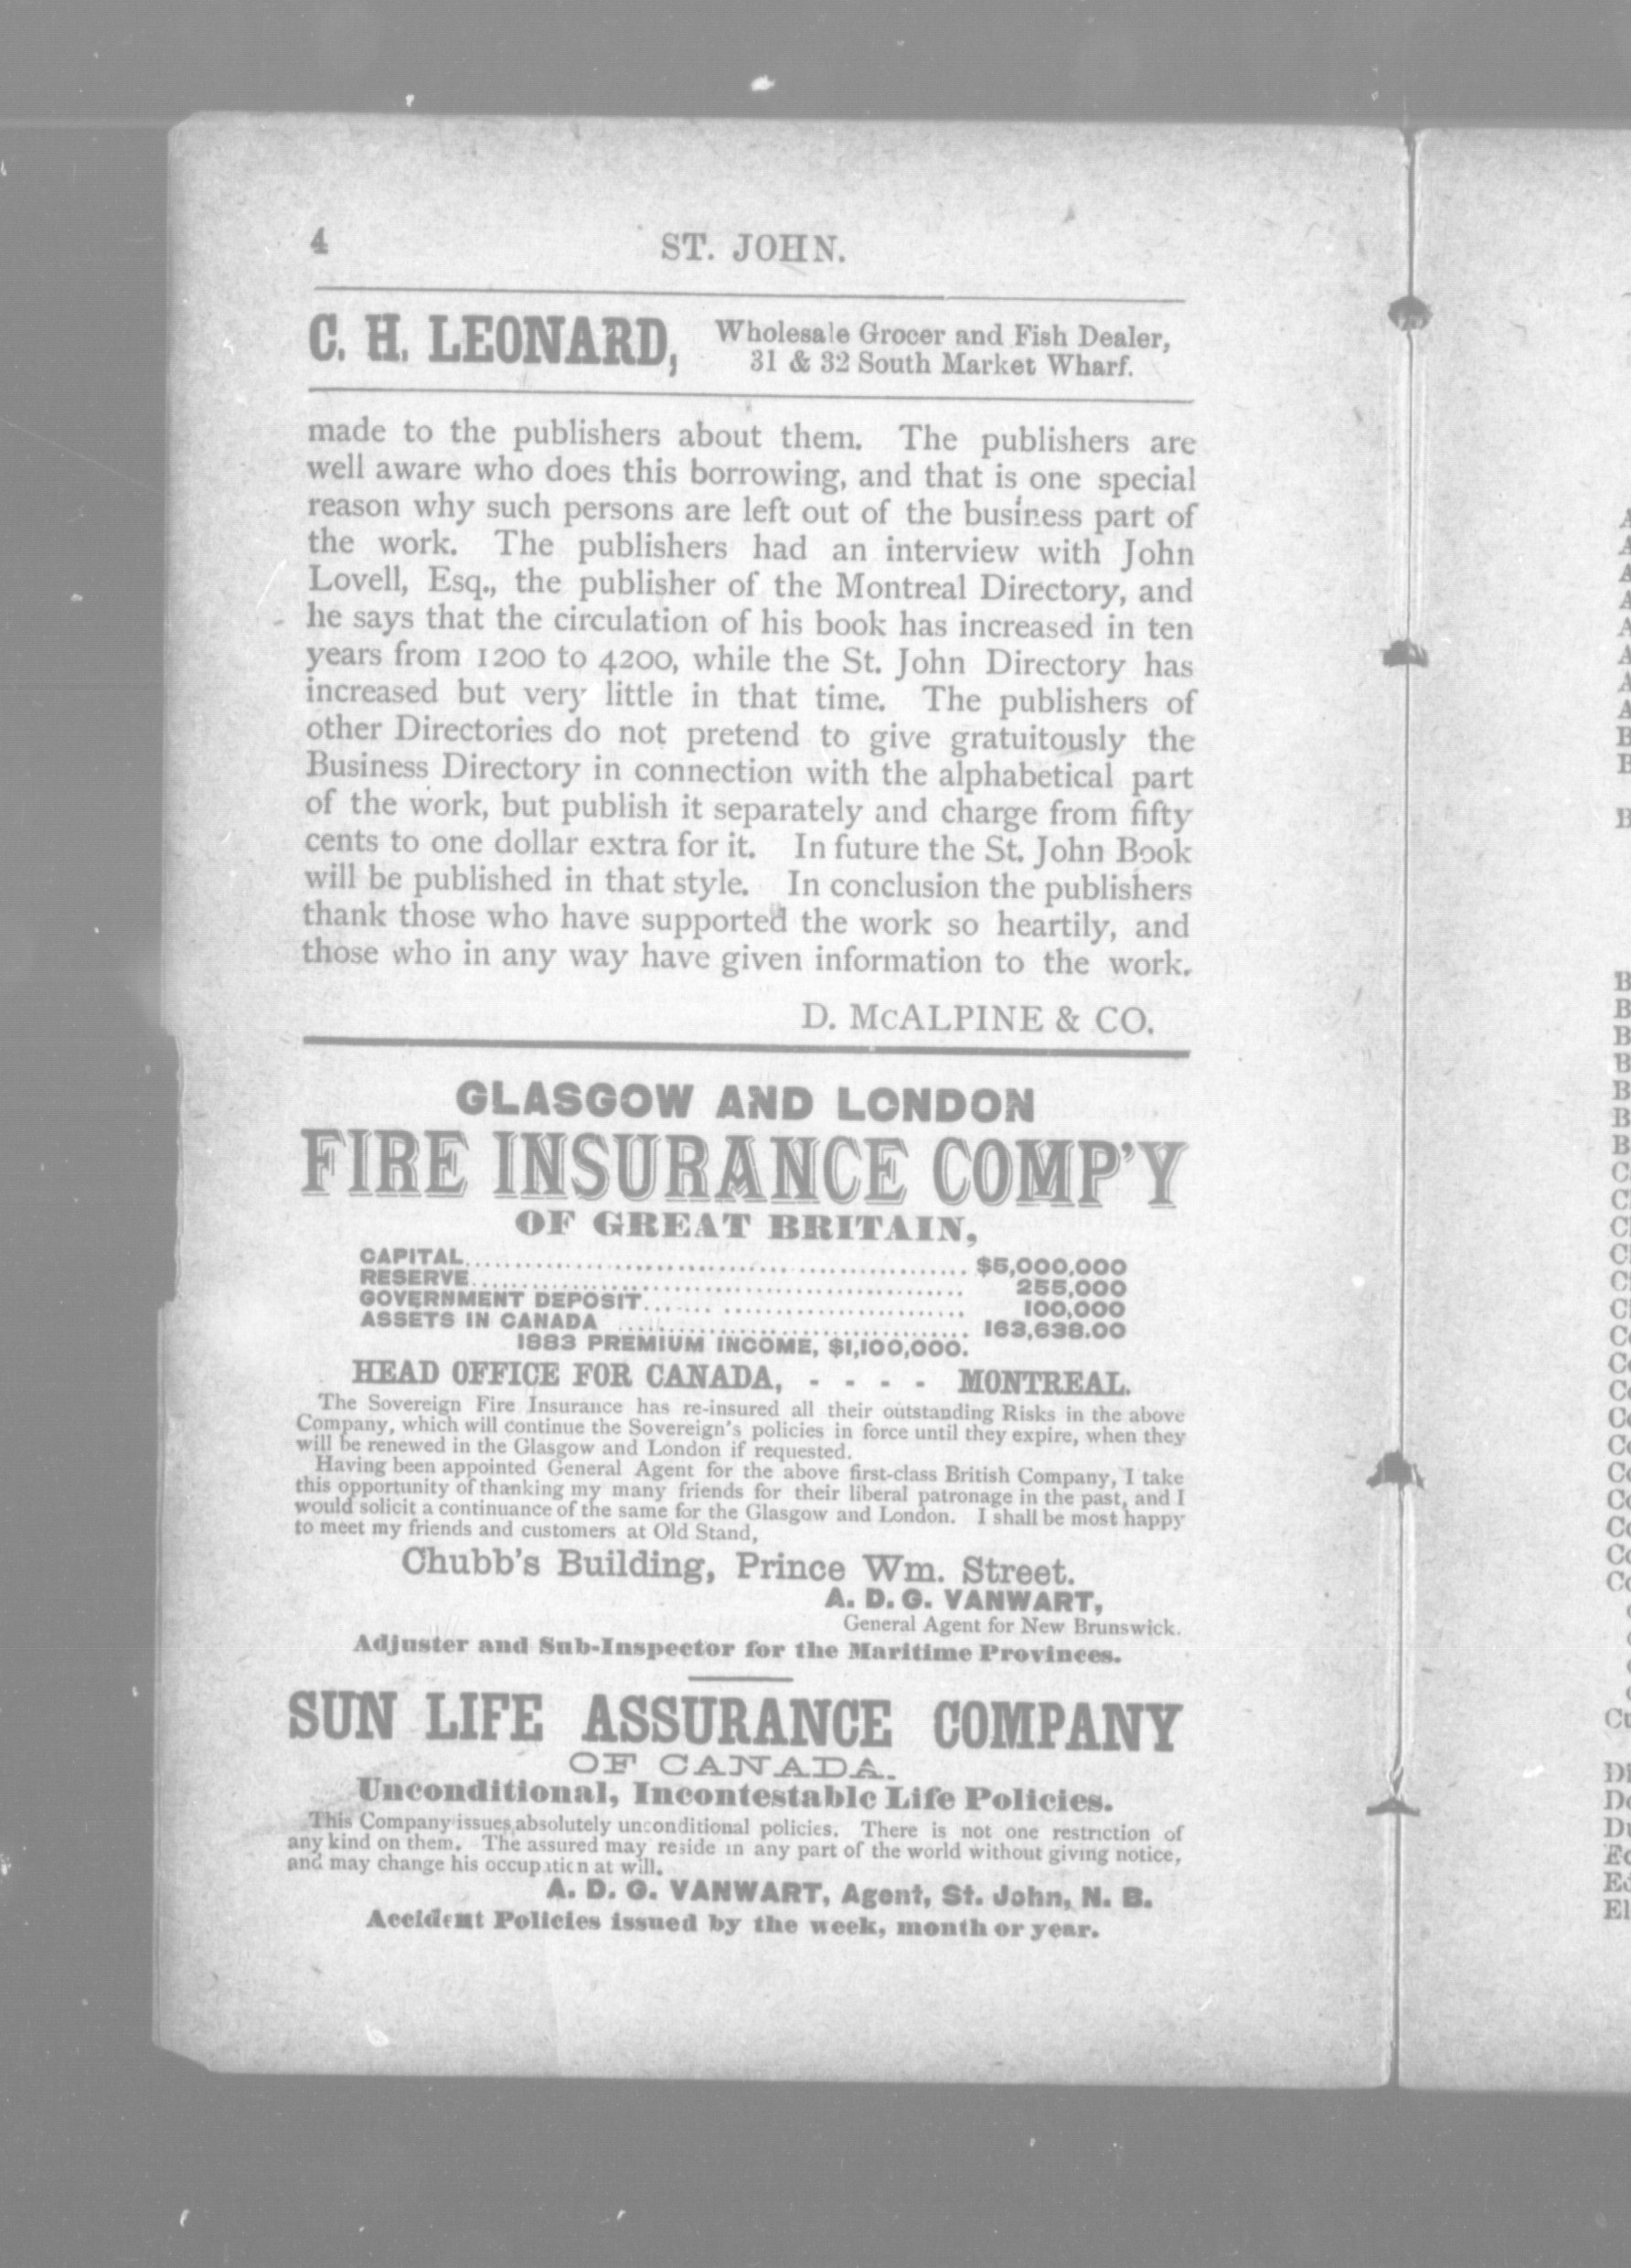 4 ST. JOHN.
C. H. LEONARD, Wholesale Grocer and Fish Dealer,
31 & 32 South Market Wharf.
made to the publishers about them. The publishers are
well aware who does this borrowing, and that is one special
reason why such persons are left out of the business part of
the work. The publishers had an interview with John
Lovell, Esq., the publisher of the Montreal Directory, and
he says that the circulation of his book has increased in ten
years from 1200 to 4200, while the St. John Directory has
increased but very little in that time. The publishers of
other Directories do not pretend to give gratuitously the
Business Directory in connection with the alphabetical part
of the work, but publish it separately and charge from fifty
cents to one dollar extra for it. In future the St. John Book
will be published in that style. In conclusion the publishers
thank those who have supported the work so heartily, and
those who in any way have given information to the work.
D. McALPINE & CO.
GLASGOW AND LONDON
FIRE INSURANCE COMP'Y
OF GREAT BRITAIN,
CAPITAL.................................................. $5,000,000
RESERVE.................................................. 255,000
GOVERNMENT DEPOSIT............................... 100,000
ASSETS IN CANADA .................................. 163,638.00
1883 PREMIUM INCOME, $1,100,000.
HEAD OFFICE FOR CANADA, - - - - MONTREAL.
The Sovereign Fire Insurance has re-insured all their outstanding Risks in the above
Company, which will continue the Sovereign's policies in force until they expire, when they
will be renewed in the Glasgow and London if requested.
Having been appointed General Agent for the above first-class British Company, I take
this opportunity of thanking my many friends for their liberal patronage in the past, and I
would solicit a continuance of the same for the Glasgow and London. I shall be most happy
to meet my friends and customers at Old Stand,
Chubb's Building, Prince Wm. Street.
A. D. G. VANWART,
General Agent for New Brunswick.
Adjuster and Sub-Inspector for the Maritime Provinces.
SUN LIFE ASSURANCE COMPANY
OF CANADA.
Unconditional, Incontestable Life Policies.
This Company issues absolutely unconditional policies. There is not one restriction of
any kind on them. The assured may reside in any part of the world without giving notice,
and may change his occupation at will.
A. D. G. VANWART, Agent, St. John, N. B.
Accident Policies issued by the week, month or year.